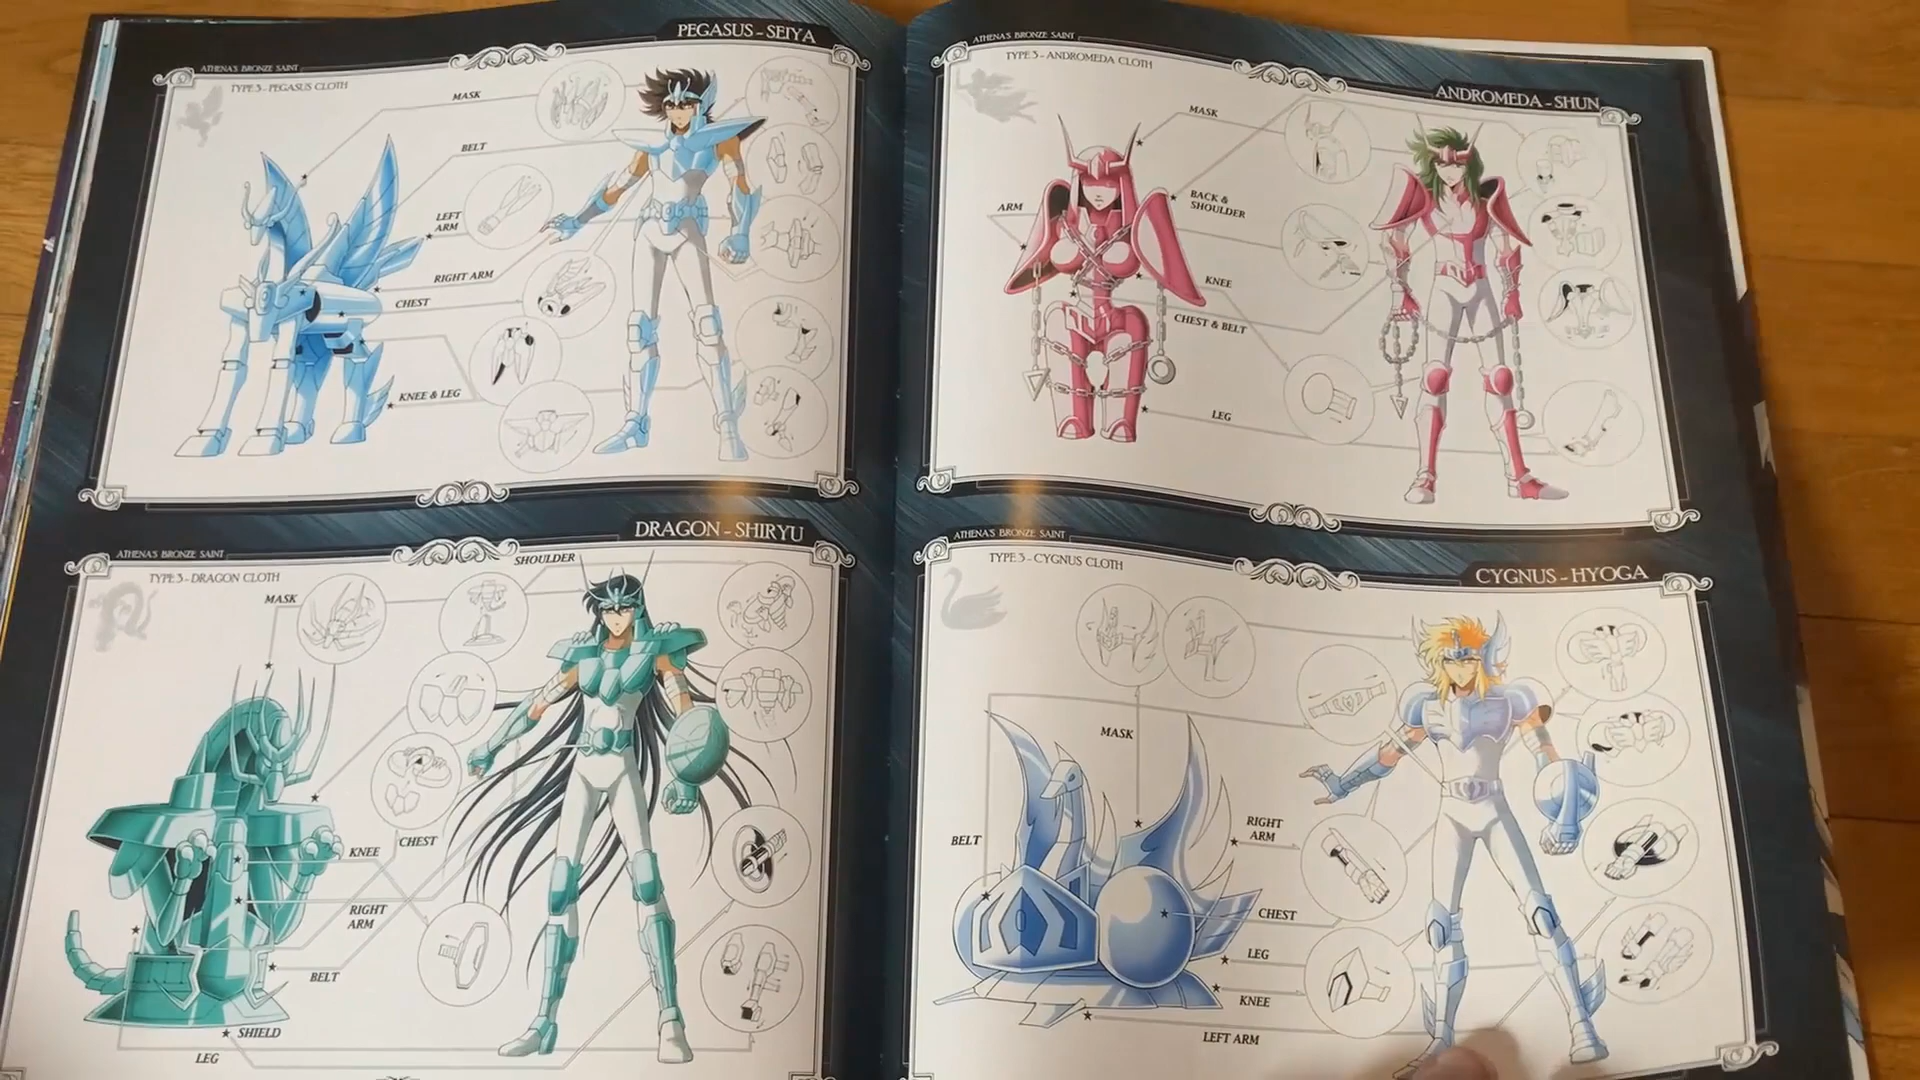 PEGASUS - SEIYA
ATHENA'S BRONZE SAINT
TYPE 3 - PEGASUS CLOTH
MASK
BELT
LEFT
ARM
RIGHT ARM
CHEST
KNEE & LEG
DRAGON - SHIRYU
ATHENA'S BRONZE SAINT
TYPE 3 - DRAGON CLOTH
SHOULDER
MASK
CHEST
KNEE
RIGHT
ARM
BELT
SHIELD
LEG
ATHENA'S BRONZE SAINT
TYPE 3 - ANDROMEDA CLOTH
ANDROMEDA - SHUN
MASK
BACK &
SHOULDER
ARM
KNEE
CHEST & BELT
LEG
ATHENA'S BRONZE SAINT
TYPE 3 - CYGNUS CLOTH
CYGNUS - HYOGA
MASK
BELT
RIGHT
ARM
CHEST
LEG
KNEE
LEFT ARM